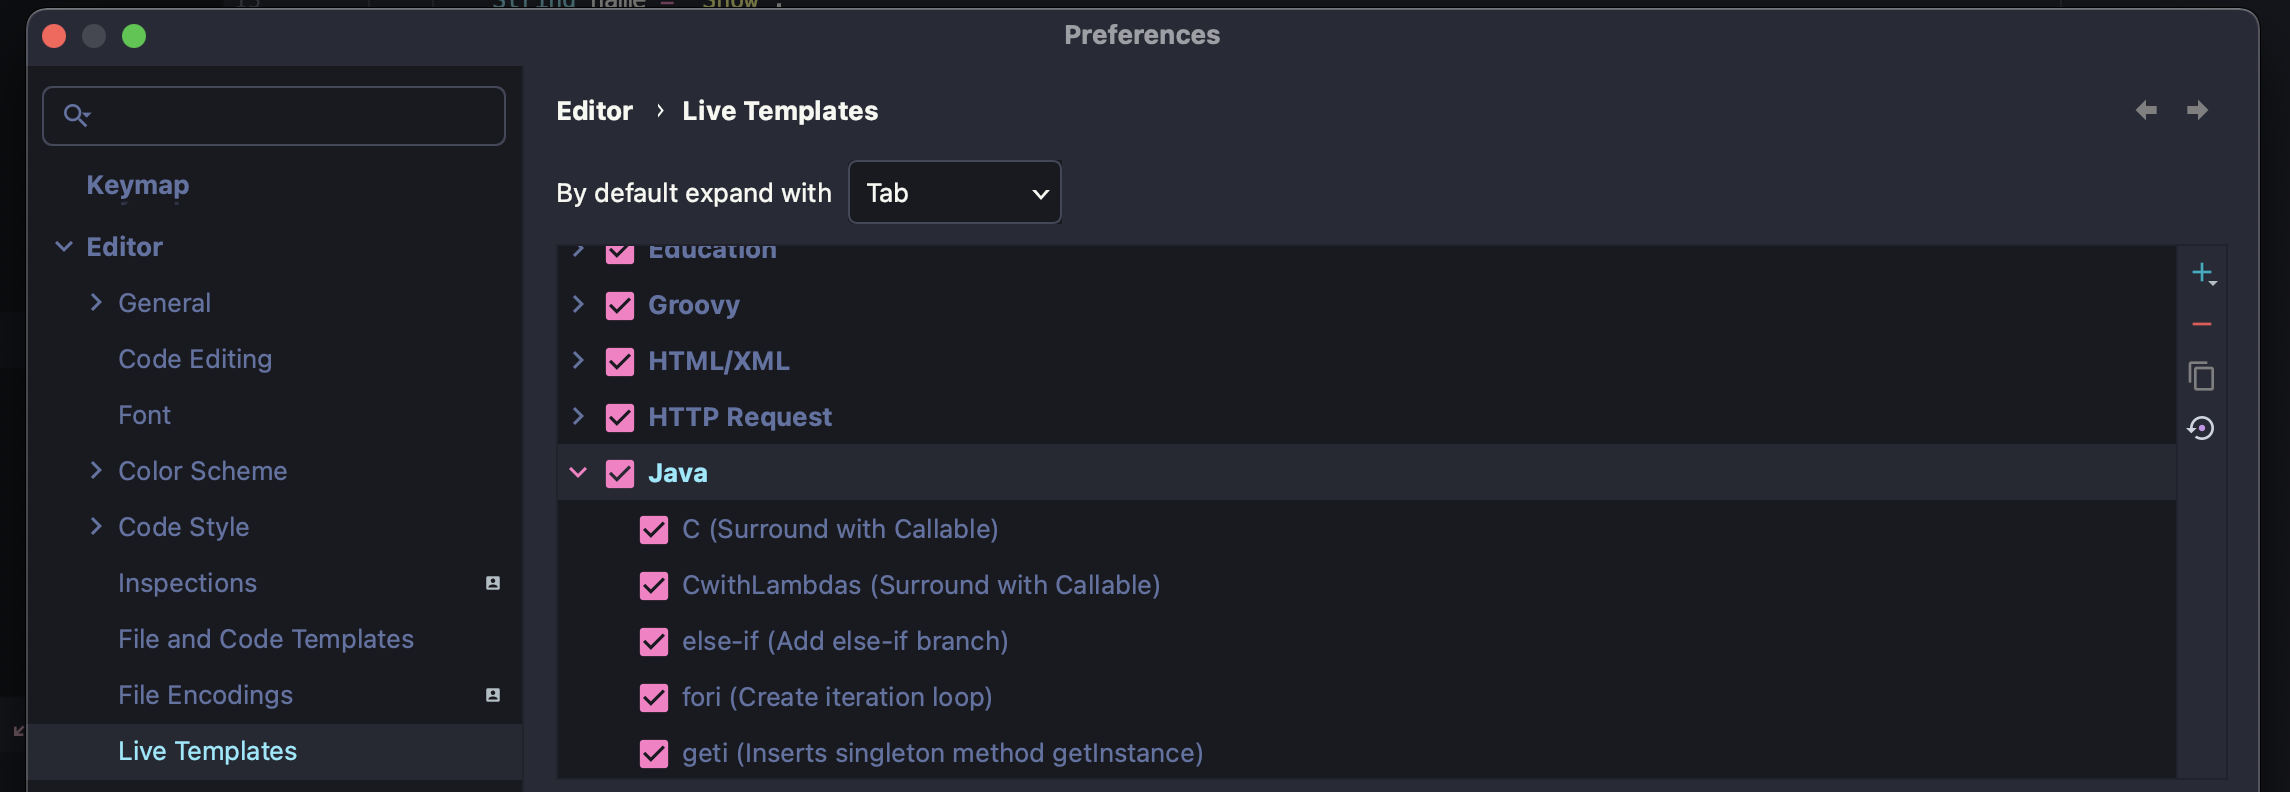 String name = "Show".
Preferences
Keymap
Editor
General
Code Editing
Font
Color Scheme
Code Style
Inspections
File and Code Templates
File Encodings
Live Templates
Editor › Live Templates
By default expand with Tab
Education
Groovy
HTML/XML
HTTP Request
Java
C (Surround with Callable)
CwithLambdas (Surround with Callable)
else-if (Add else-if branch)
fori (Create iteration loop)
geti (Inserts singleton method getInstance)